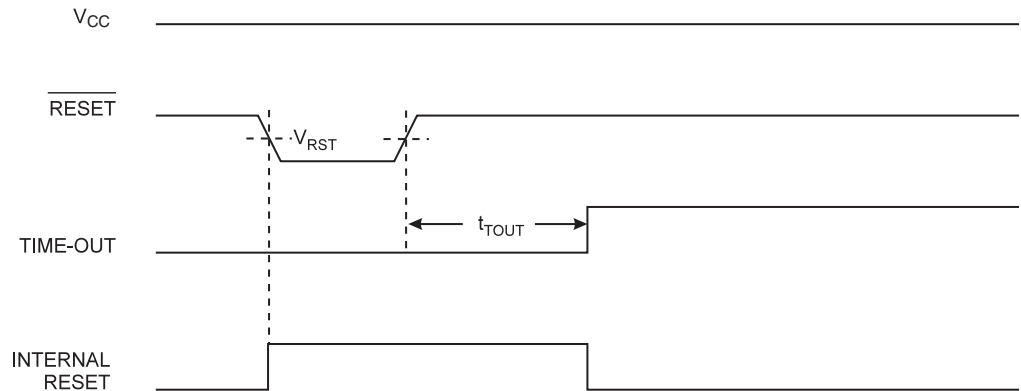 VCC
RESET
VRST
tTOUT
TIME-OUT
INTERNAL
RESET